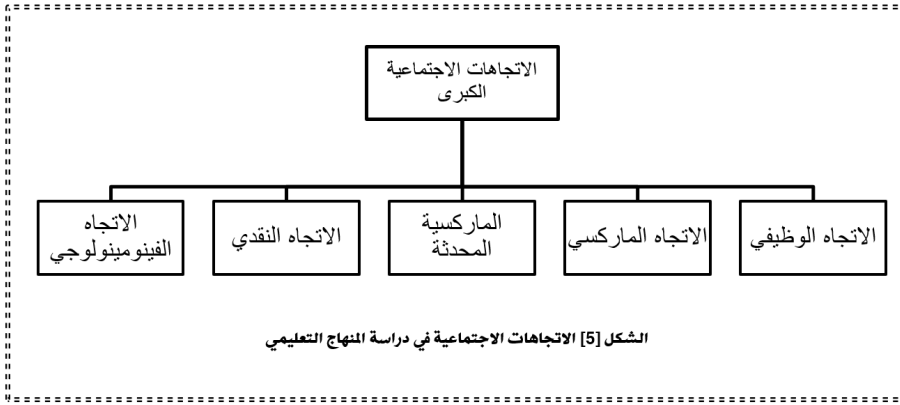 الاتجاهات الاجتماعية
الكبرى
الاتجاه الوظيفي
الاتجاه الماركسي
الماركسية
المحدثة
الاتجاه النقدي
الاتجاه
الفينومينولوجي
الشكل [5] الاتجاهات الاجتماعية في دراسة المنهاج التعليمي